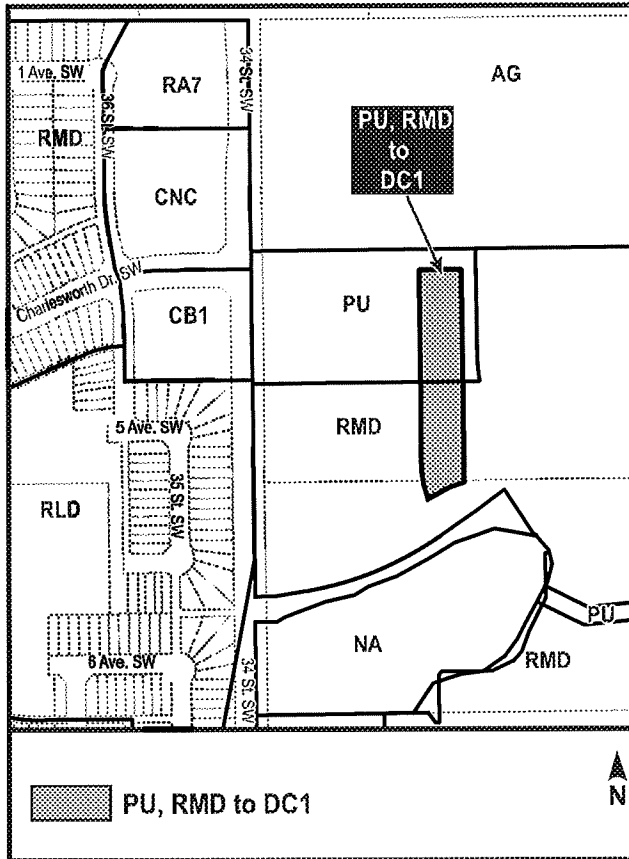 1 Ave. SW
RMD
36 St. SW
RA7
34 St. SW
AG
PU, RMD
to
DC1
CNC
Charlesworth Dr. SW
CB1
PU
RMD
5 Ave. SW
35 St. SW
RLD
6 Ave. SW
34 St. SW
NA
PU
RMD
PU, RMD to DC1
N